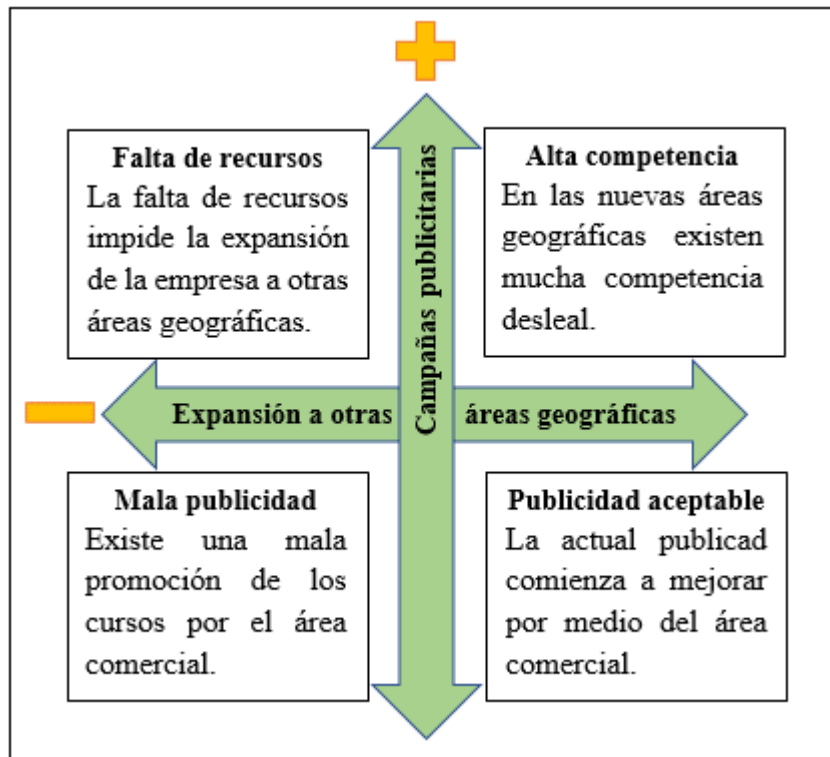 Falta de recursos
La falta de recursos
impide la expansión
de la empresa a otras
áreas geográficas.
Alta competencia
En las nuevas áreas
geográficas existen
mucha competencia
desleal.
Campañas publicitarias
Expansión a otras áreas geográficas
Mala publicidad
Existe una mala
promoción de los
cursos por el área
comercial.
Publicidad aceptable
La actual publicad
comienza a mejorar
por medio del área
comercial.